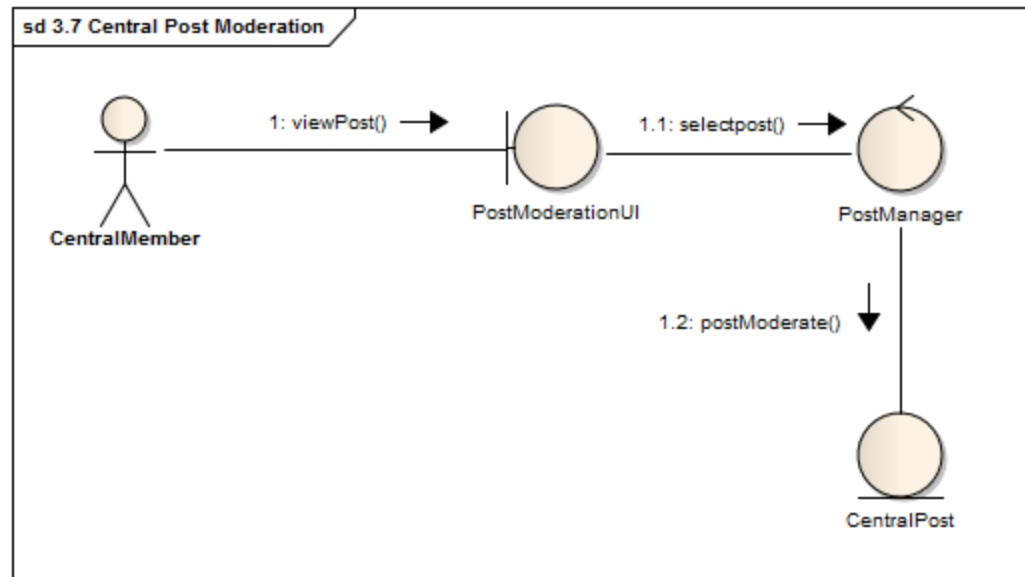 sd 3.7 Central Post Moderation
1: viewPost()
1.1: selectpost()
PostModerationUI
PostManager
CentralMember
1.2: postModerate()
CentralPost